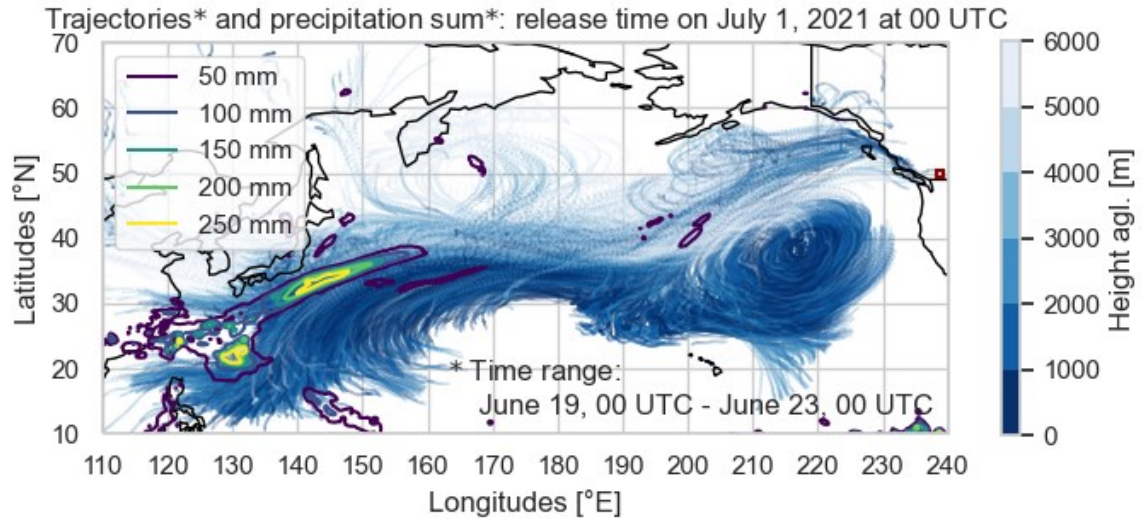 Trajectories* and precipitation sum*: release time on July 1, 2021 at 00 UTC
50 mm
100 mm
150 mm
200 mm
250 mm
* Time range:
June 19, 00 UTC - June 23, 00 UTC
Latitudes [°N]
70
60
50
40
30
20
10
110 120 130 140 150 160 170 180 190 200 210 220 230 240
Longitudes [°E]
6000
5000
4000
3000
2000
1000
0
Height agl. [m]